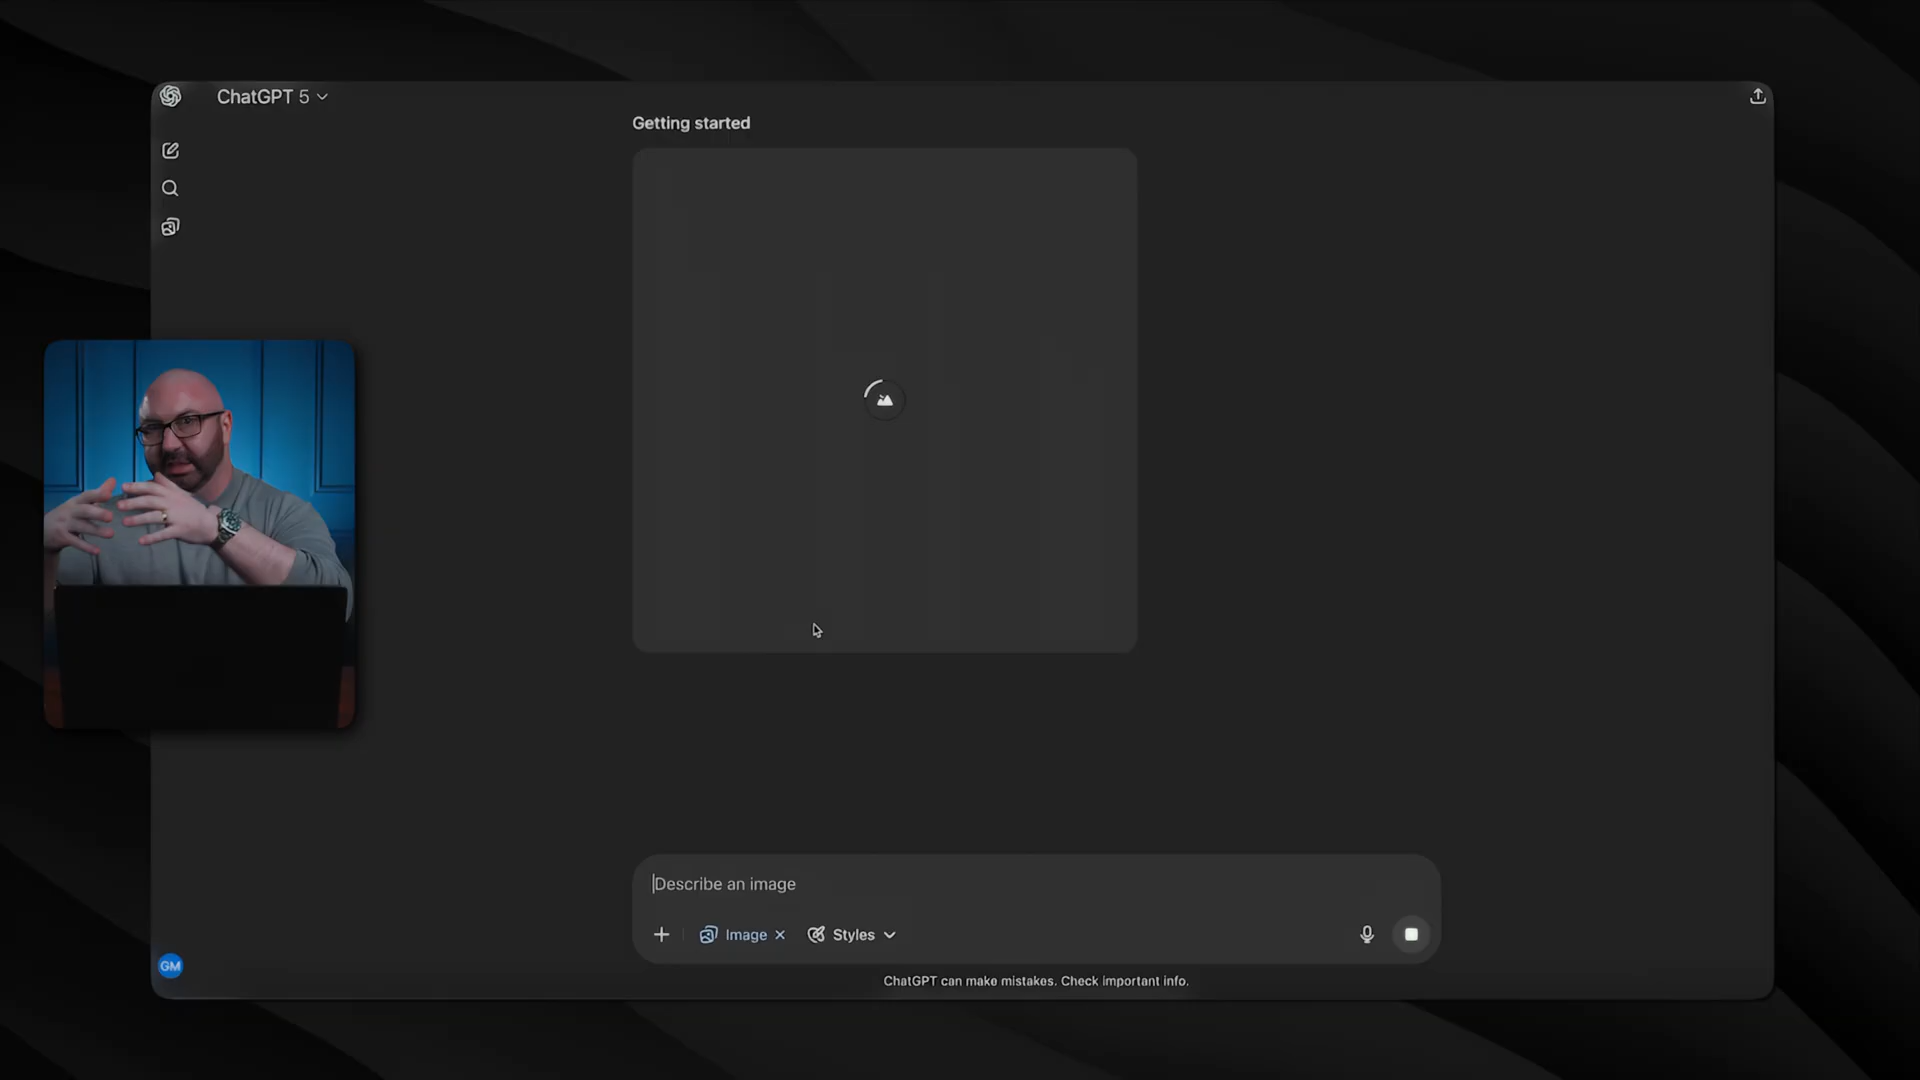 ChatGPT 5
Getting started
Describe an image
Image
Styles
GM
ChatGPT can make mistakes. Check important info.